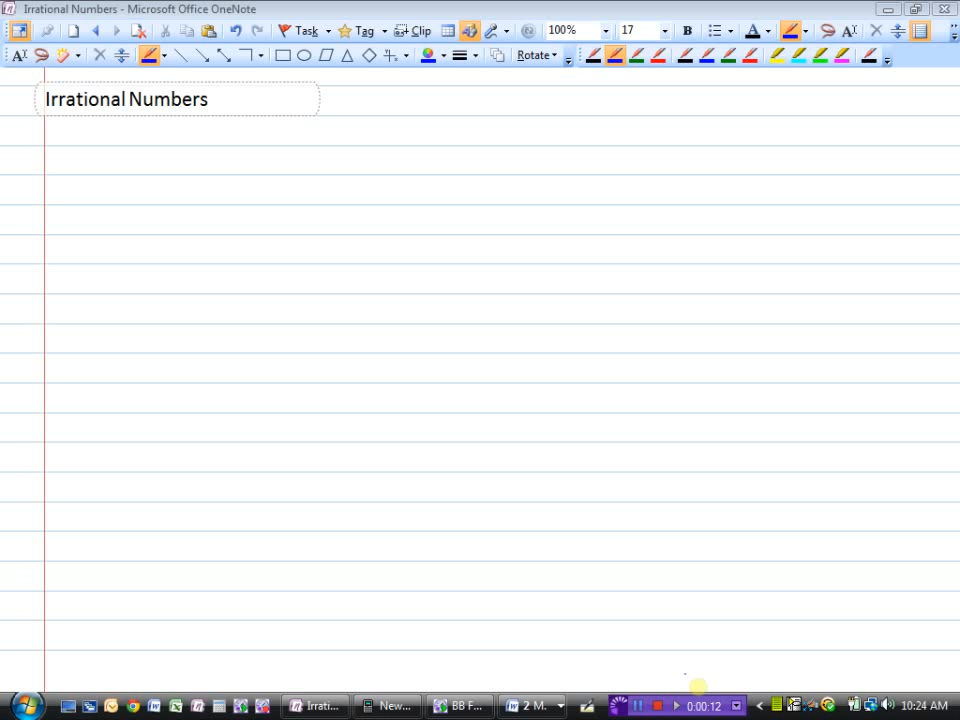 Irrational Numbers - Microsoft Office OneNote
Task Tag Clip 100% 17 B
Rotate
Irrational Numbers
Irrati... New... BB F... 2 M. 0:00:12 10:24 AM